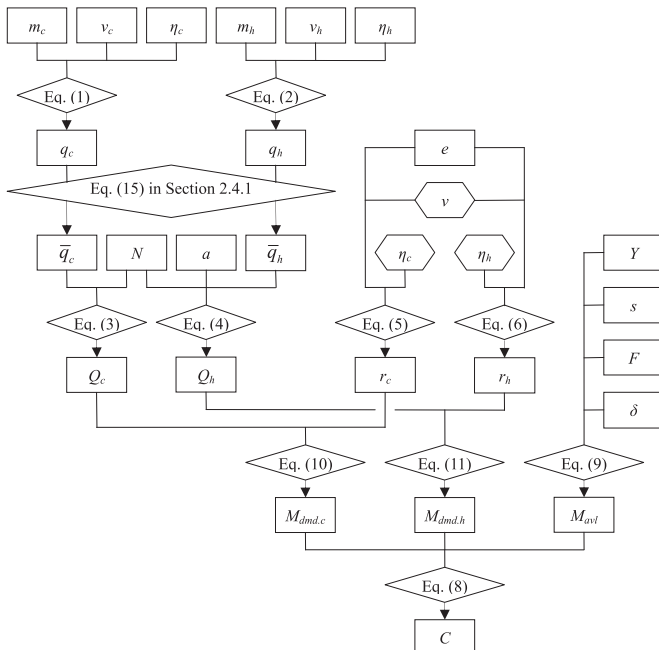 m_c v_c η_c m_h v_h η_h
Eq. (1) Eq. (2)
q_c q_h e
Eq. (15) in Section 2.4.1 v
q̅_c N a q̅_h η_c η_h Y
s
Eq. (3) Eq. (4) Eq. (5) Eq. (6)
F
Q_c Q_h r_c r_h
δ
Eq. (10) Eq. (11) Eq. (9)
M_dmd.c M_dmd.h M_avl
Eq. (8)
C